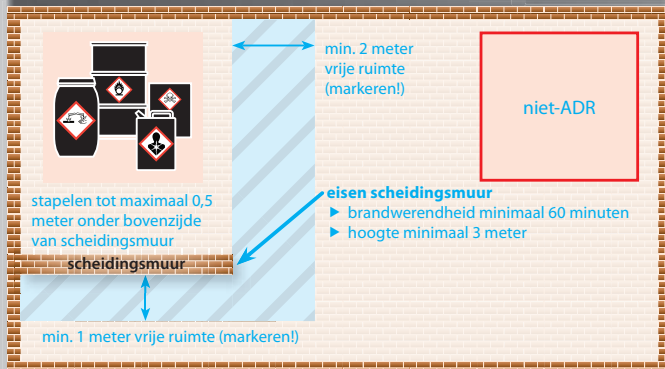 min. 2 meter
vrije ruimte
(markeren!)
niet-ADR
stapelen tot maximaal 0,5
meter onder bovenzijde
van scheidingsmuur
scheidingsmuur
eisen scheidingsmuur
▶ brandwerendheid minimaal 60 minuten
▶ hoogte minimaal 3 meter
min. 1 meter vrije ruimte (markeren!)